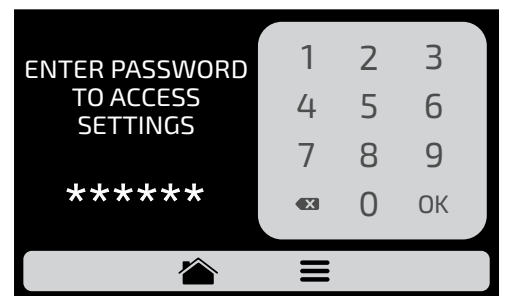 ENTER PASSWORD
TO ACCESS
SETTINGS
******
1 2 3
4 5 6
7 8 9
0 OK